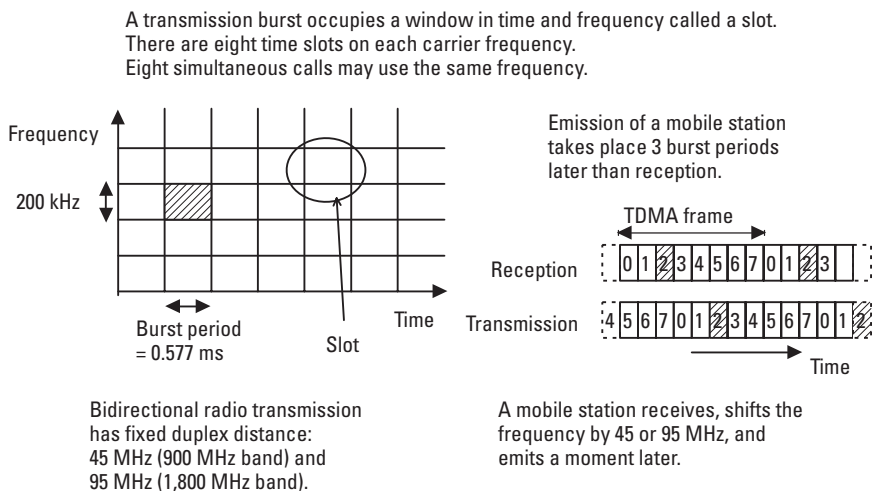 A transmission burst occupies a window in time and frequency called a slot.
There are eight time slots on each carrier frequency.
Eight simultaneous calls may use the same frequency.
Frequency
200 kHz
Burst period
= 0.577 ms
Slot
Time
Emission of a mobile station
takes place 3 burst periods
later than reception.
TDMA frame
Reception
0 1 2 3 4 5 6 7 0 1 2 3
Transmission
4 5 6 7 0 1 2 3 4 5 6 7 0 1 2
Time
Bidirectional radio transmission
has fixed duplex distance:
45 MHz (900 MHz band) and
95 MHz (1,800 MHz band).
A mobile station receives, shifts the
frequency by 45 or 95 MHz, and
emits a moment later.